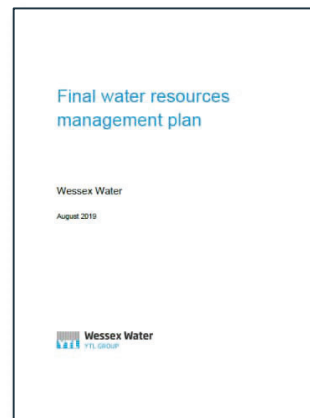 Final water resources
management plan
Wessex Water
August 2019
Wessex Water
YTL GROUP